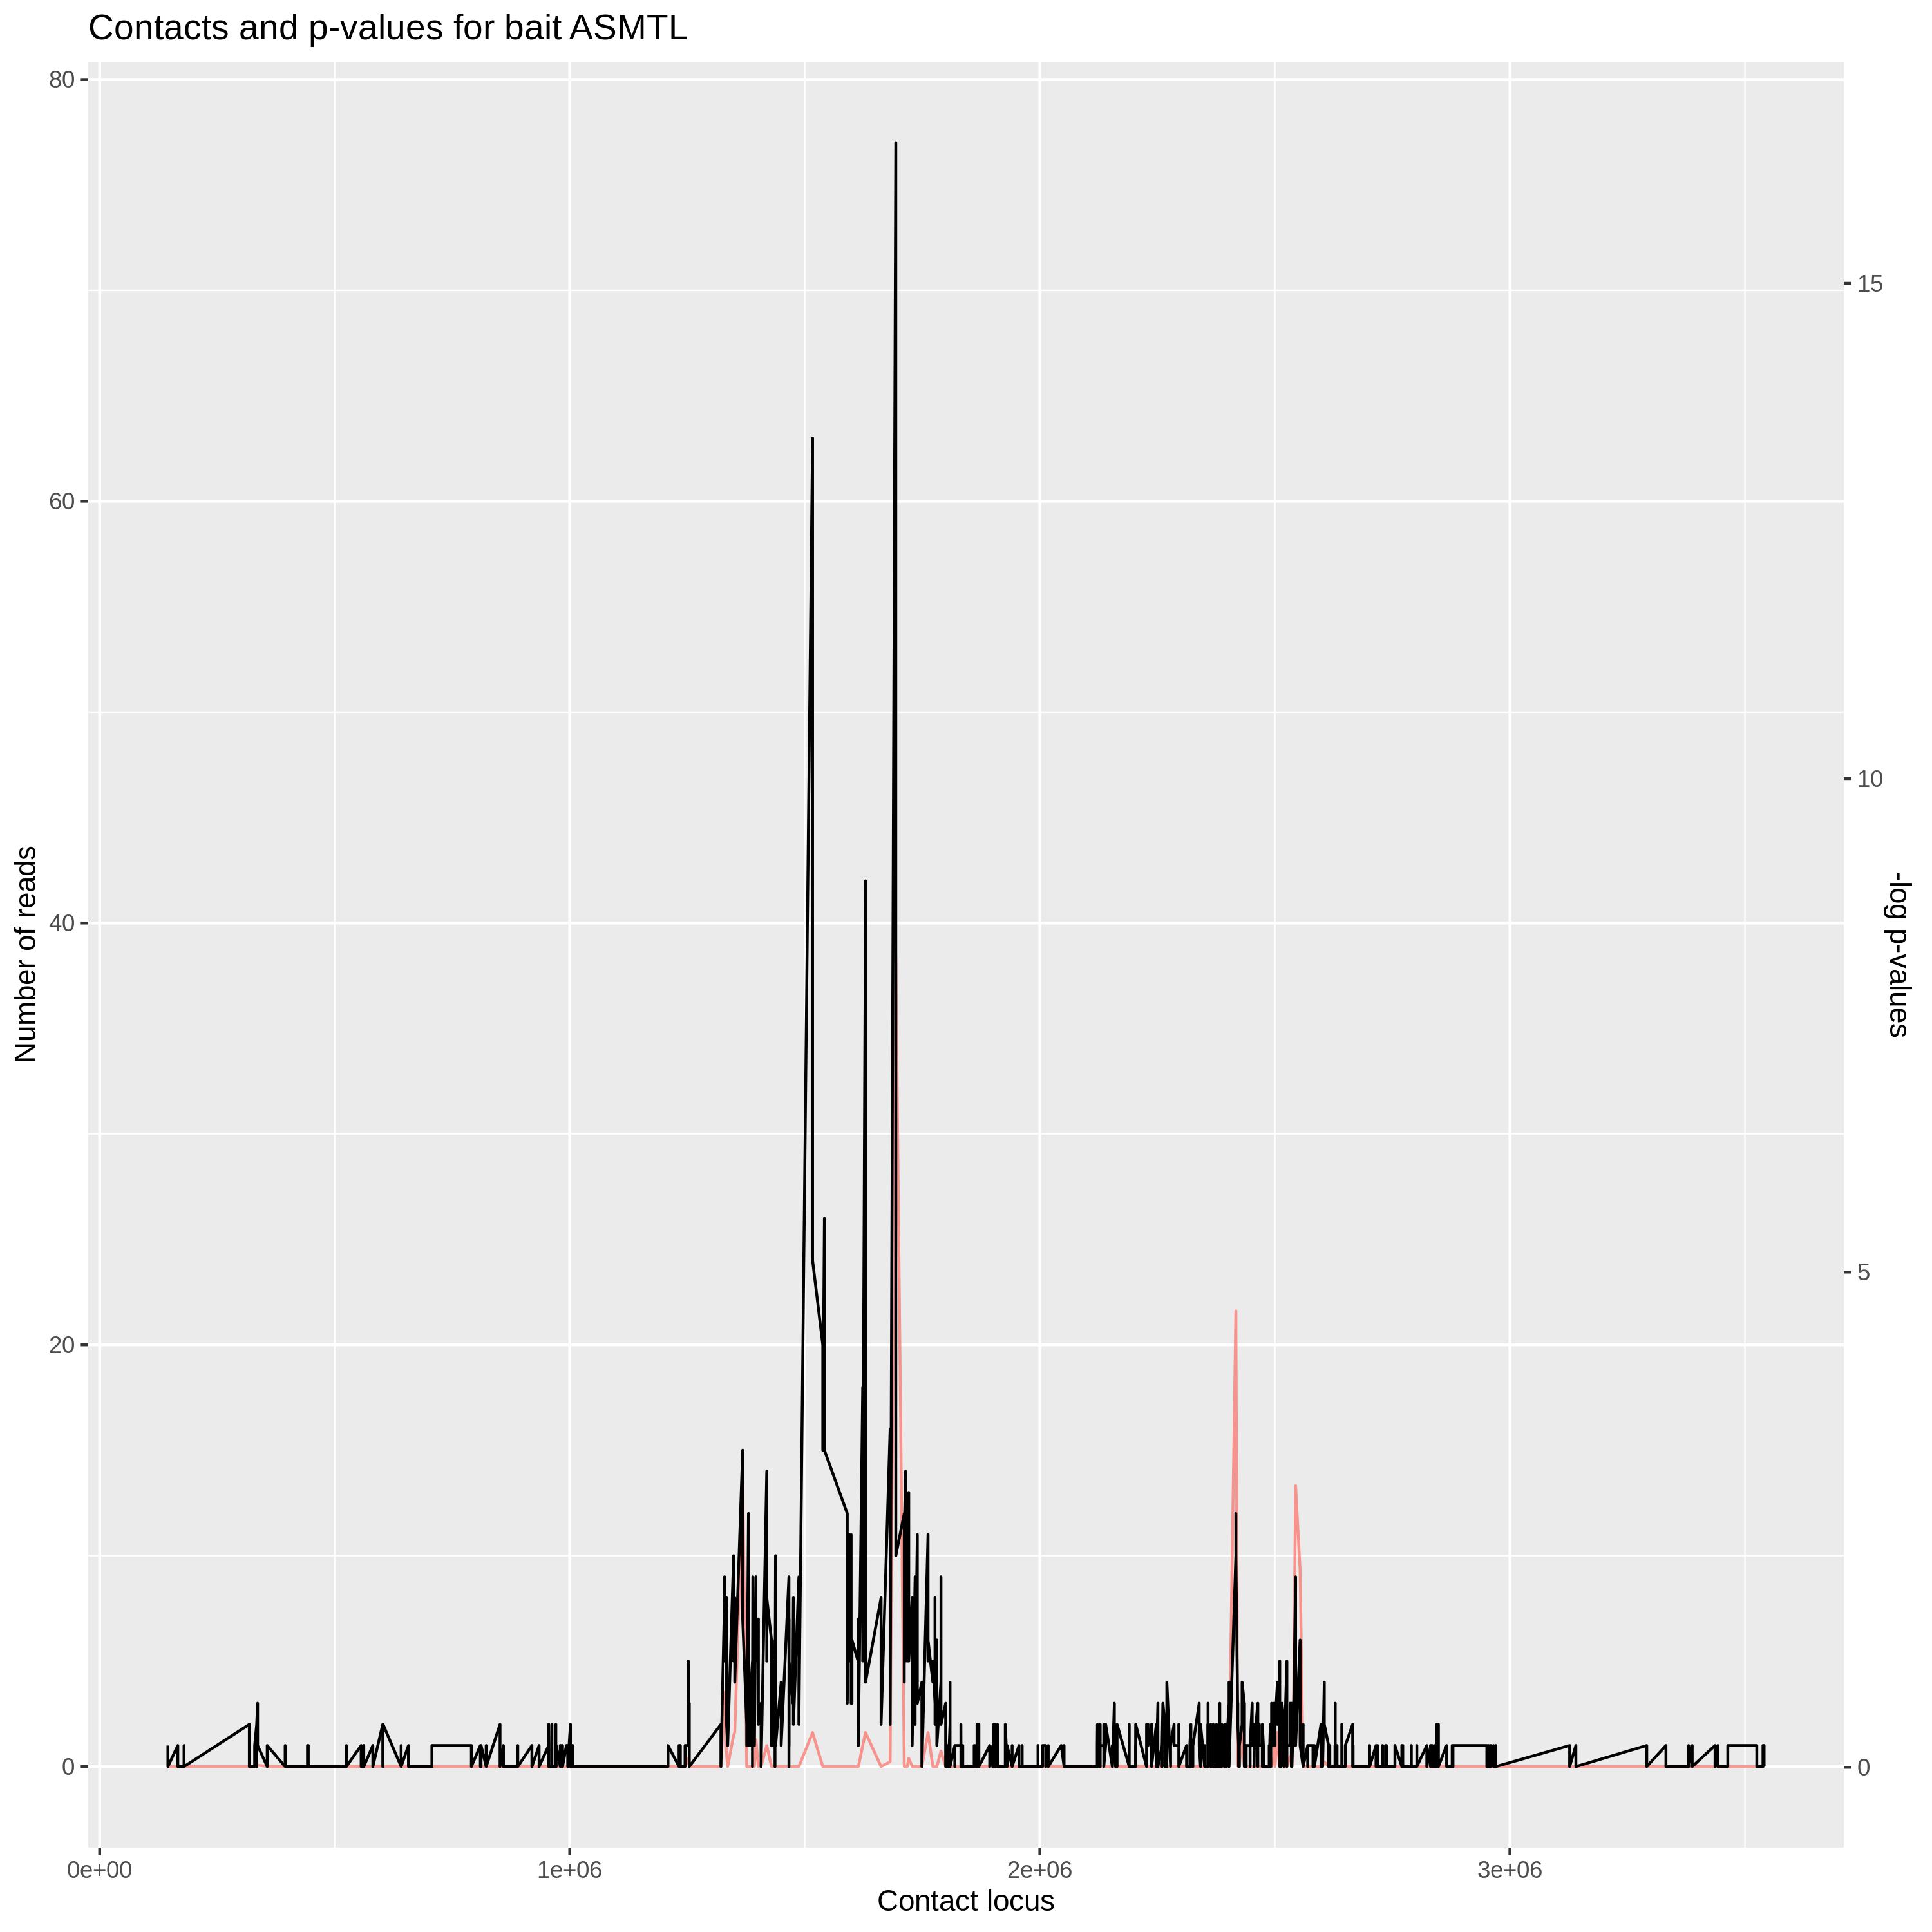 Contacts and p-values for bait ASMTL
80
60
40
20
0
15
10
5
0
Number of reads
-log p-values
0e+00
1e+06
2e+06
3e+06
Contact locus